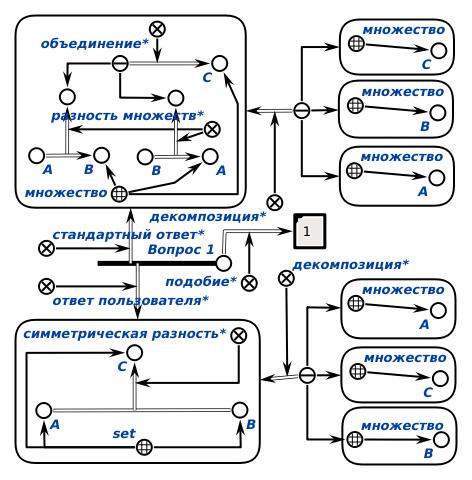 объединение*
C
разность множеств*
A
B
B
A
множество
множество
C
множество
B
множество
A
декомпозиция*
стандартный ответ*
Вопрос 1
1
подобие*
ответ пользователя*
декомпозиция*
симметрическая разность*
C
A
B
set
множество
A
множество
C
множество
B